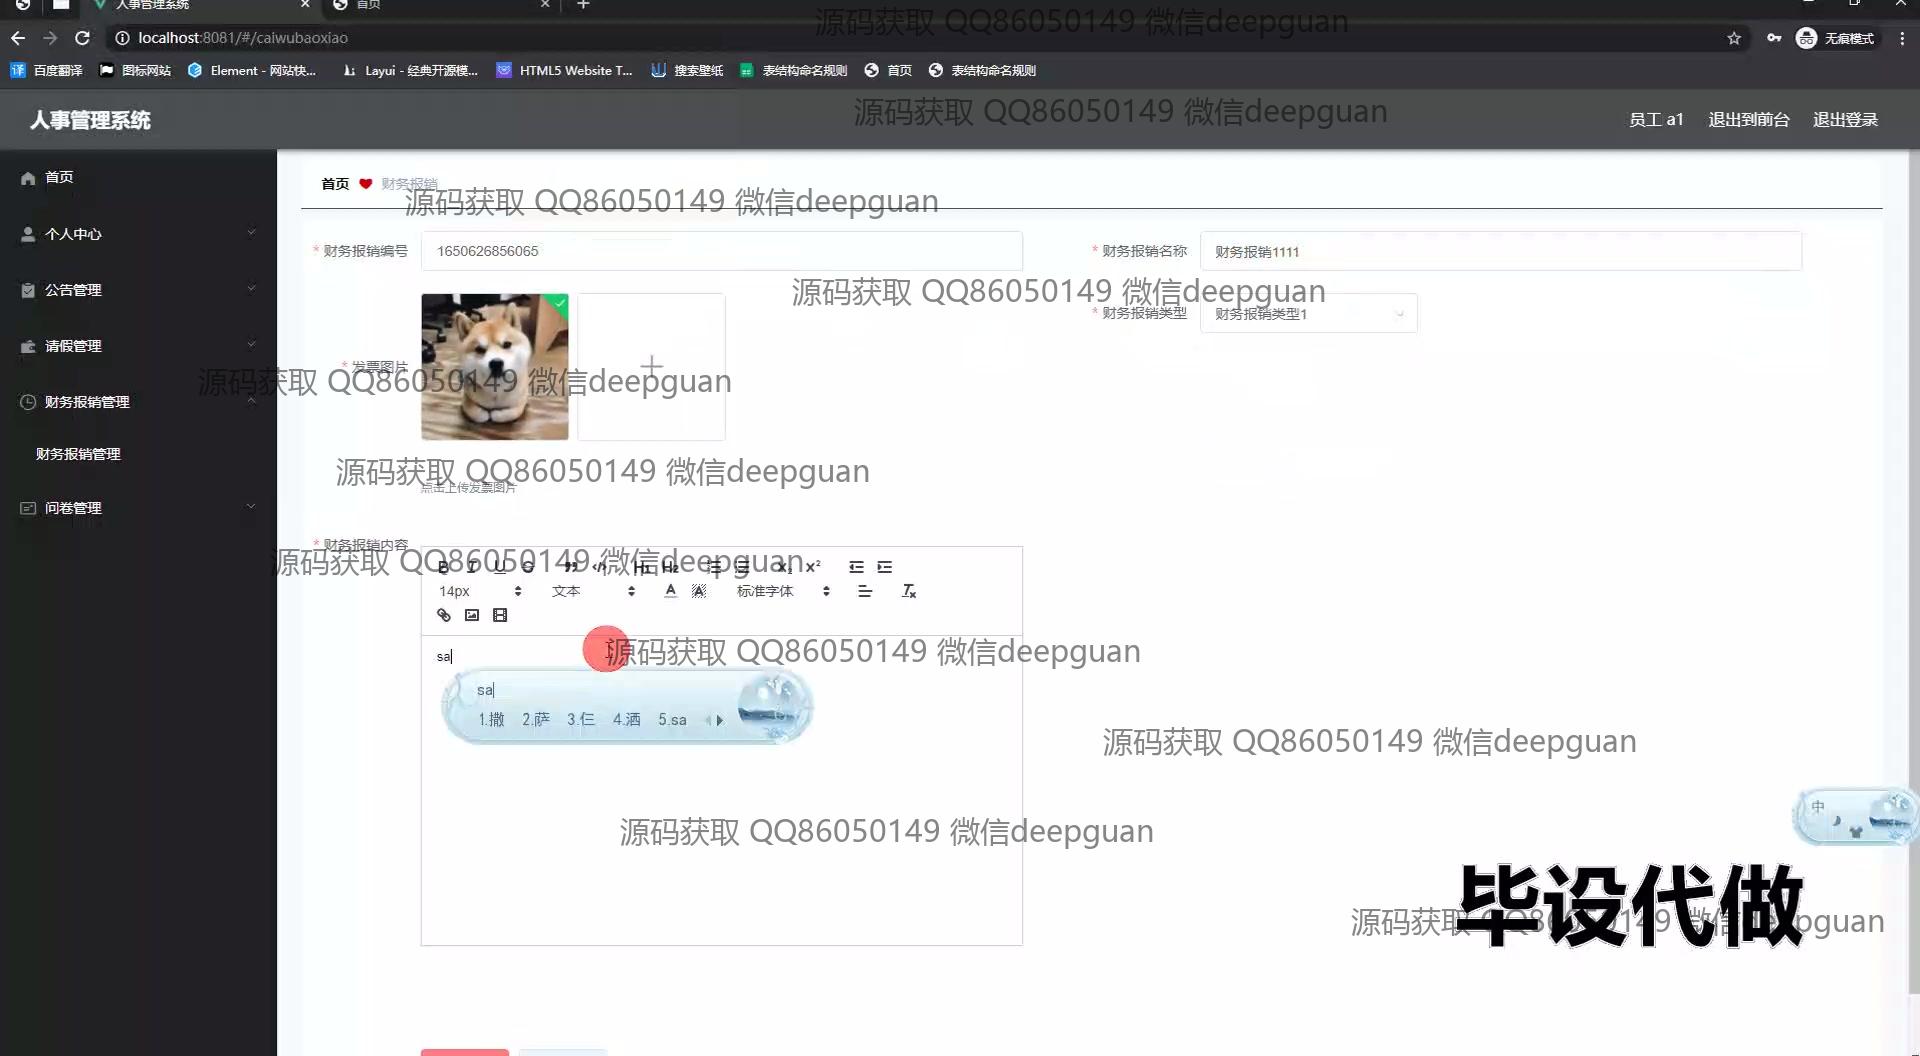 人事管理系统
首页
源码获取 QQ86050149 微信deepguan
localhost:8081/#/caiwubaoxiao
无痕模式
百度翻译
图标网站
Element - 网站快...
Layui - 经典开源模...
HTML5 Website T...
搜索壁纸
表结构命名规则
首页
表结构命名规则
人事管理系统
源码获取 QQ86050149 微信deepguan
员工 a1
退出到前台
退出登录
首页
个人中心
公告管理
请假管理
财务报销管理
财务报销管理
问卷管理
首页
财务报销
源码获取 QQ86050149 微信deepguan
* 财务报销编号
1650626856065
* 财务报销名称
财务报销1111
源码获取 QQ86050149 微信deepguan
* 财务报销类型
财务报销类型1
* 发票图片
源码获取 QQ86050149 微信deepguan
源码获取 QQ86050149 微信deepguan
点击上传发票图片
* 财务报销内容
源码获取 QQ86050149 微信deepguan
14px
文本
标准字体
sa
源码获取 QQ86050149 微信deepguan
sa
1.撒 2.萨 3.仨 4.洒 5.sa
源码获取 QQ86050149 微信deepguan
中
源码获取 QQ86050149 微信deepguan
毕设代做
源码获取 QQ86050149 微信deepguan